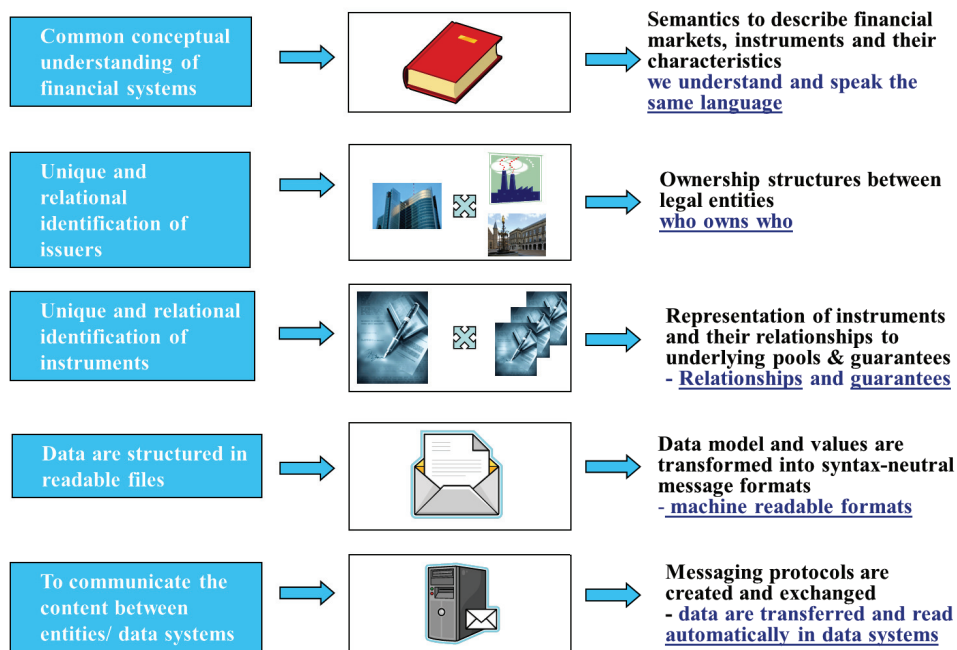 Common conceptual
understanding of
financial systems
Semantics to describe financial
markets, instruments and their
characteristics
we understand and speak the
same language
Unique and
relational
identification of
issuers
Ownership structures between
legal entities
who owns who
Unique and relational
identification of
instruments
Representation of instruments
and their relationships to
underlying pools & guarantees
- Relationships and guarantees
Data are structured in
readable files
Data model and values are
transformed into syntax-neutral
message formats
- machine readable formats
To communicate the
content between
entities/ data systems
Messaging protocols are
created and exchanged
- data are transferred and read
automatically in data systems